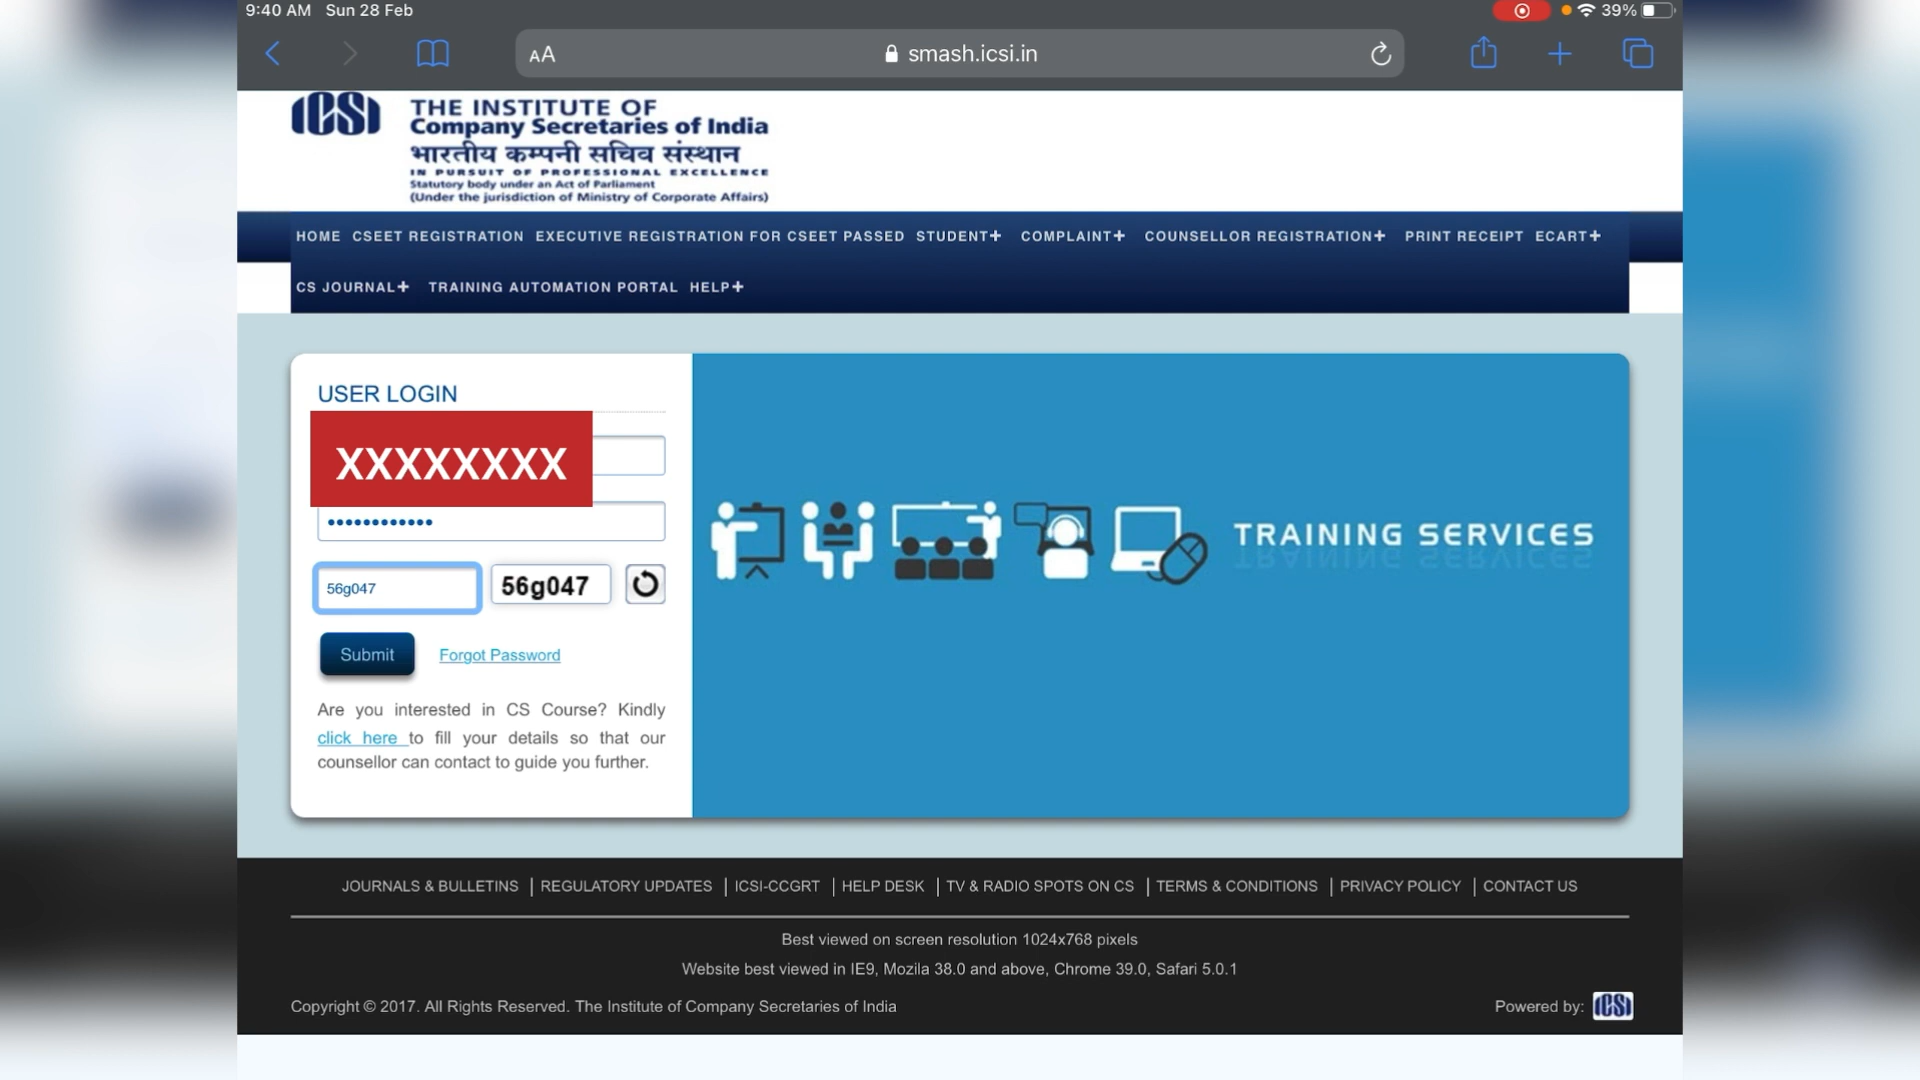 9:40 AM Sun 28 Feb
39%
AA
smash.icsi.in
ICSI
THE INSTITUTE OF
Company Secretaries of India
भारतीय कम्पनी सचिव संस्थान
IN PURSUIT OF PROFESSIONAL EXCELLENCE
Statutory body under an Act of Parliament
(Under the jurisdiction of Ministry of Corporate Affairs)
HOME CSEET REGISTRATION EXECUTIVE REGISTRATION FOR CSEET PASSED STUDENT+ COMPLAINT+ COUNSELLOR REGISTRATION+ PRINT RECEIPT ECART+
CS JOURNAL+ TRAINING AUTOMATION PORTAL HELP+
USER LOGIN
XXXXXXXX
••••••••••••
56g047
56g047
Submit
Forgot Password
Are you interested in CS Course? Kindly
click here to fill your details so that our
counsellor can contact to guide you further.
TRAINING SERVICES
JOURNALS & BULLETINS | REGULATORY UPDATES | ICSI-CCGRT | HELP DESK | TV & RADIO SPOTS ON CS | TERMS & CONDITIONS | PRIVACY POLICY | CONTACT US
Best viewed on screen resolution 1024x768 pixels
Website best viewed in IE9, Mozila 38.0 and above, Chrome 39.0, Safari 5.0.1
Copyright © 2017. All Rights Reserved. The Institute of Company Secretaries of India
Powered by: ICSI